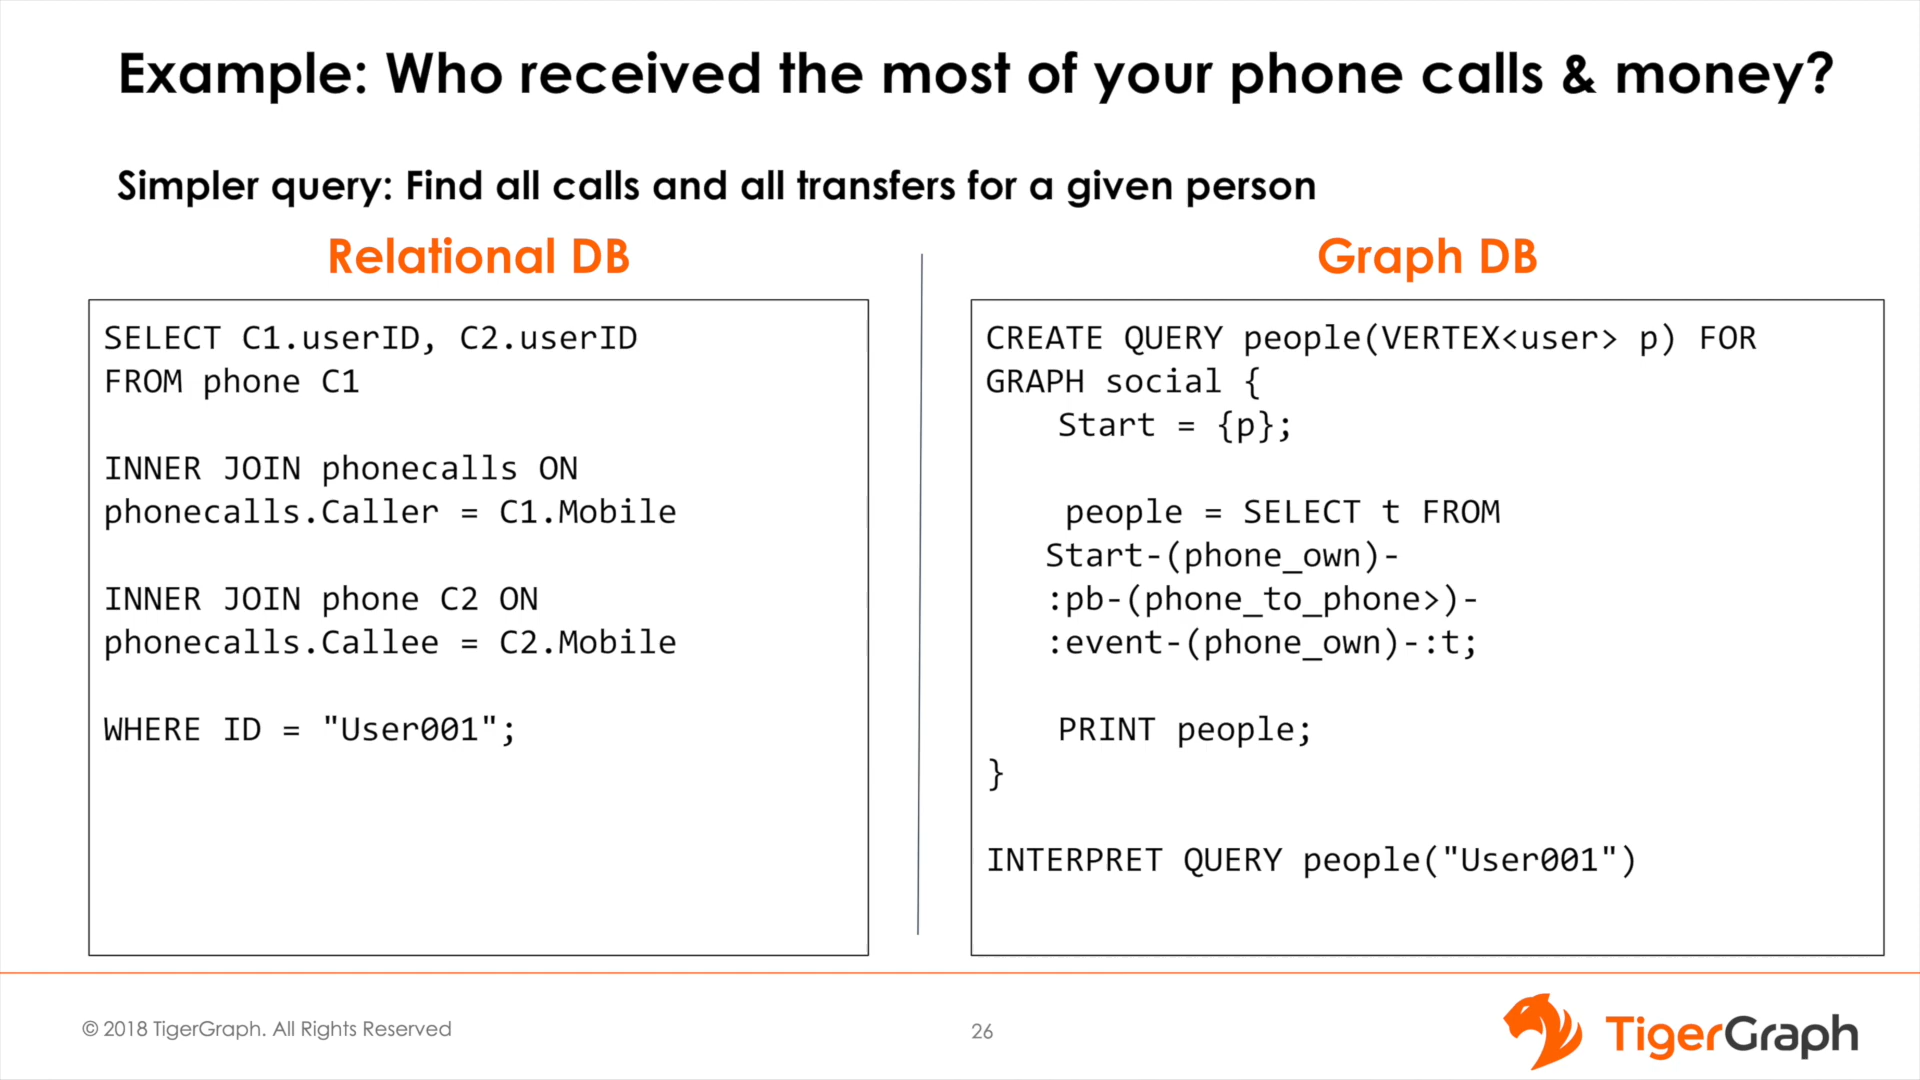 Example: Who received the most of your phone calls & money?
Simpler query: Find all calls and all transfers for a given person
Relational DB
SELECT C1.userID, C2.userID
FROM phone C1
INNER JOIN phonecalls ON
phonecalls.Caller = C1.Mobile
INNER JOIN phone C2 ON
phonecalls.Callee = C2.Mobile
WHERE ID = "User001";
Graph DB
CREATE QUERY people(VERTEX<user> p) FOR
GRAPH social {
Start = {p};
people = SELECT t FROM
Start-(phone_own)-
:pb-(phone_to_phone>)-
:event-(phone_own)-:t;
PRINT people;
}
INTERPRET QUERY people("User001")
© 2018 TigerGraph. All Rights Reserved
26
TigerGraph